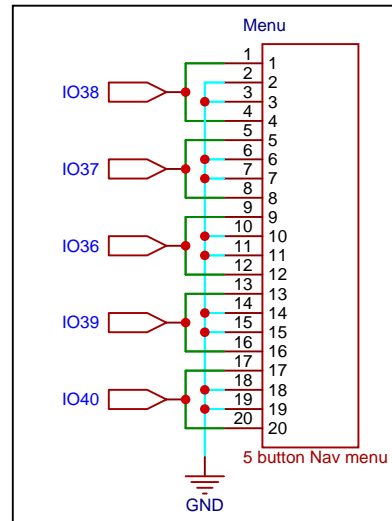 Menu
1 1
2 2
IO38
3 3
4 4
5 5
6 6
IO37
7 7
8 8
9 9
10 10
IO36
11 11
12 12
13 13
14 14
IO39
15 15
16 16
17 17
18 18
IO40
19 19
20 20
5 button Nav menu
GND